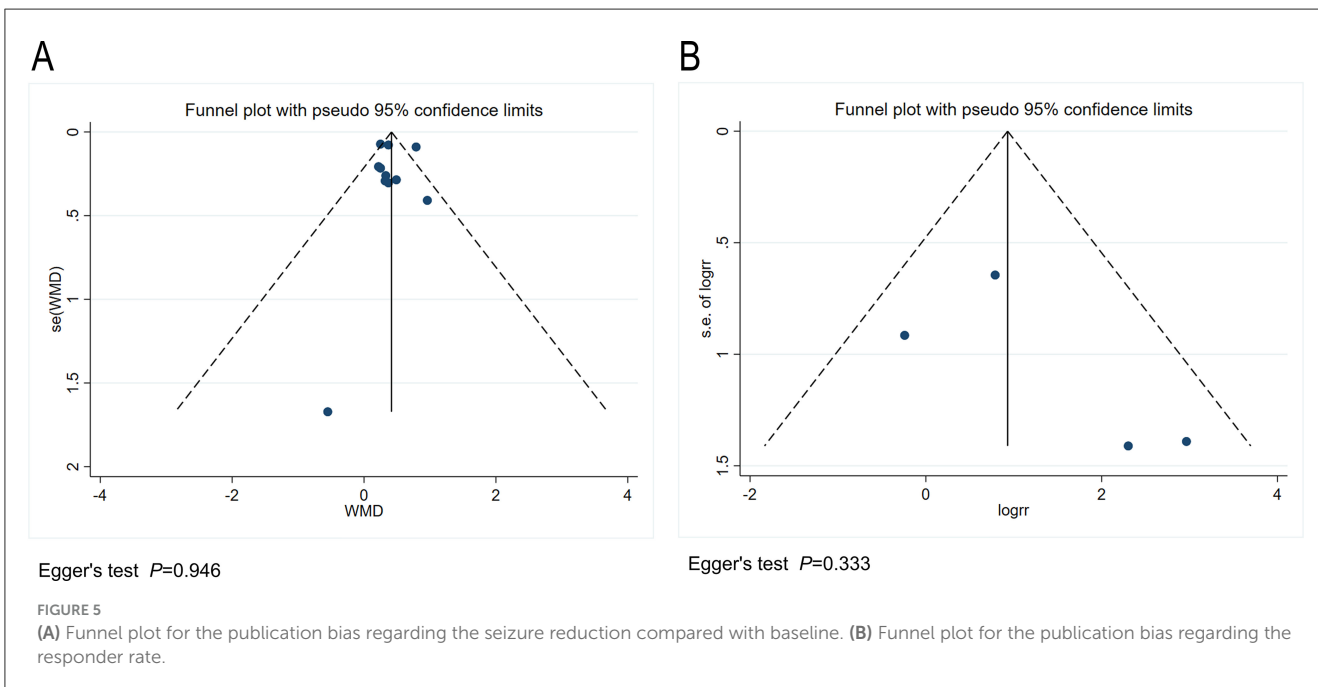 A
Funnel plot with pseudo 95% confidence limits
0
.5
1
1.5
2
se(WMD)
-4
-2
0
2
4
WMD
Egger's test P=0.946
B
Funnel plot with pseudo 95% confidence limits
0
.5
1
1.5
s.e. of logrr
-2
0
2
4
logrr
Egger's test P=0.333
FIGURE 5
(A) Funnel plot for the publication bias regarding the seizure reduction compared with baseline. (B) Funnel plot for the publication bias regarding the
responder rate.